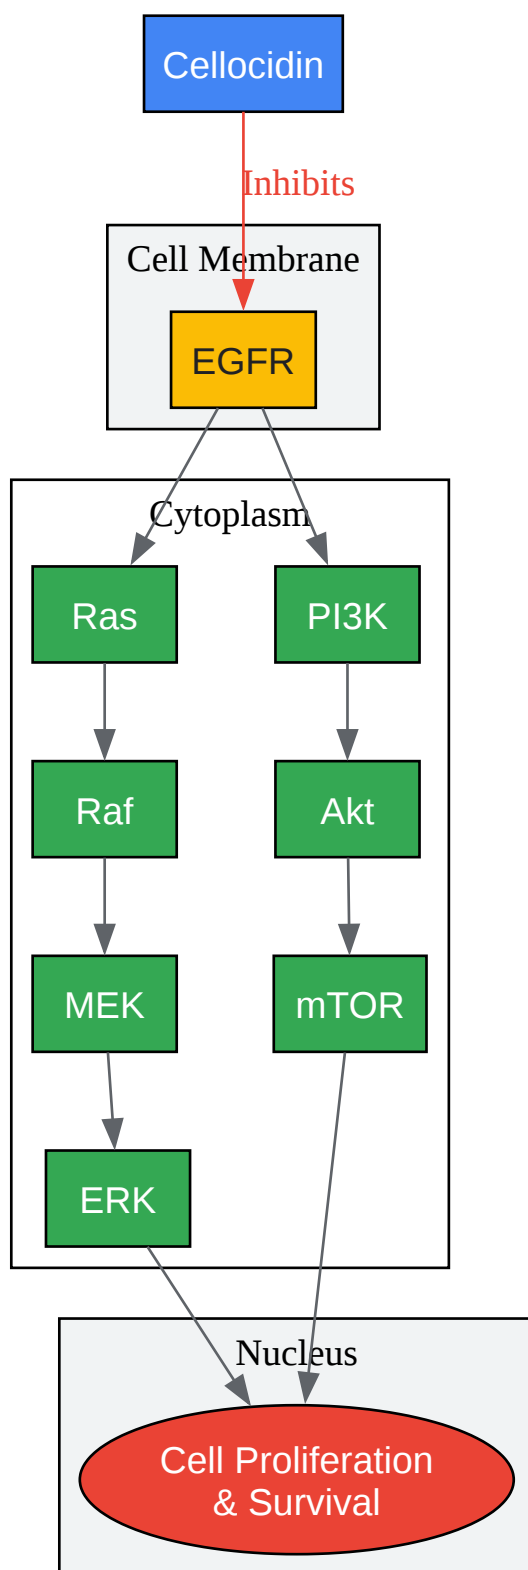 Cellocidin
Inhibits
Cell Membrane
EGFR
Cytoplasm
Ras
PI3K
Raf
Akt
MEK
mTOR
ERK
Nucleus
Cell Proliferation
& Survival